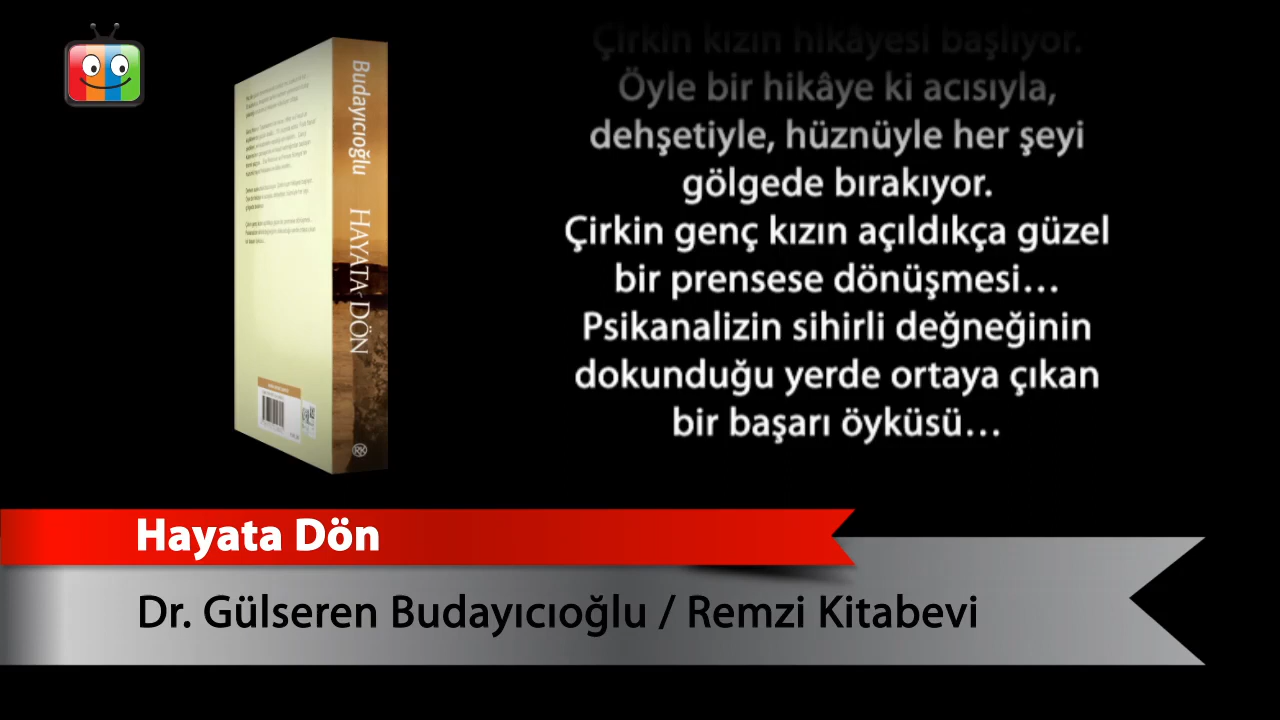 Çirkin kızın hikâyesi başlıyor.
Öyle bir hikâye ki acısıyla,
dehşetiyle, hüznüyle her şeyi
gölgede bırakıyor.
Çirkin genç kızın açıldıkça güzel
bir prensese dönüşmesi…
Psikanalizin sihirli değneğinin
dokunduğu yerde ortaya çıkan
bir başarı öyküsü…
Budayıcıoğlu HAYATA DÖN
Hayata Dön
Dr. Gülseren Budayıcıoğlu / Remzi Kitabevi